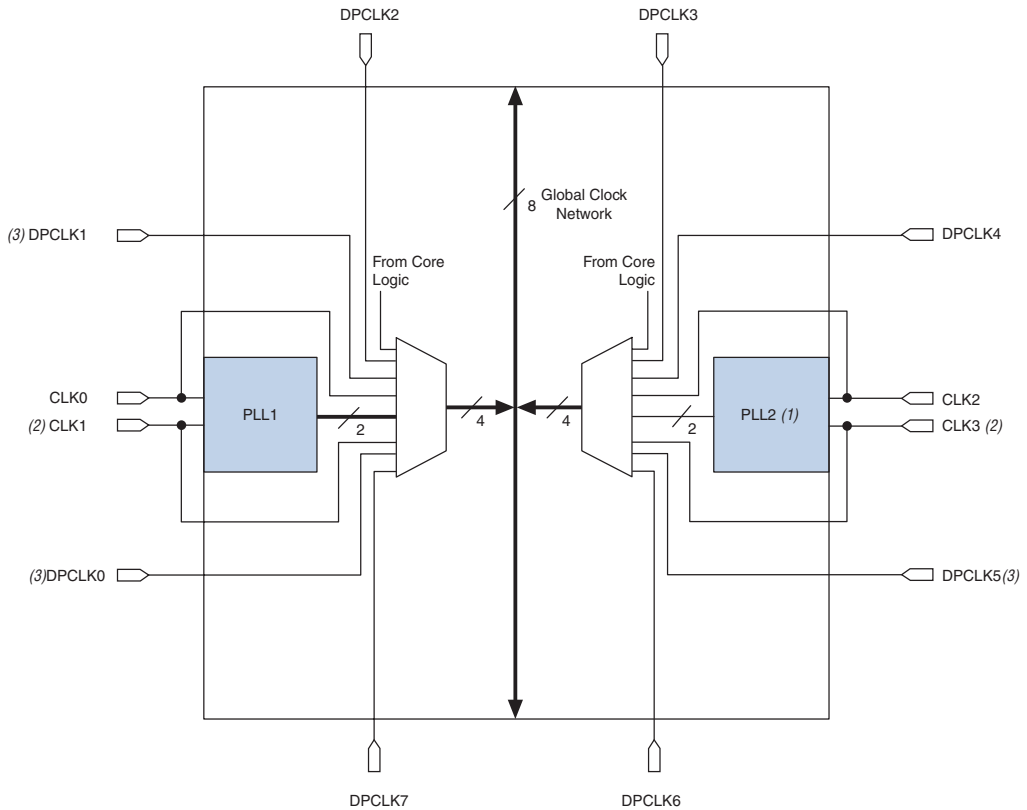 DPCLK2
DPCLK3
8
Global Clock
Network
(3) DPCLK1
DPCLK4
From Core
Logic
From Core
Logic
CLK0
PLL1
2
4
4
2
PLL2 (1)
CLK2
(2) CLK1
CLK3 (2)
(3)DPCLK0
DPCLK5(3)
DPCLK7
DPCLK6